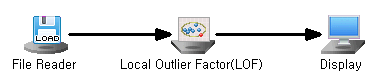 LOAD
File Reader
Local Outlier Factor(LOF)
Display